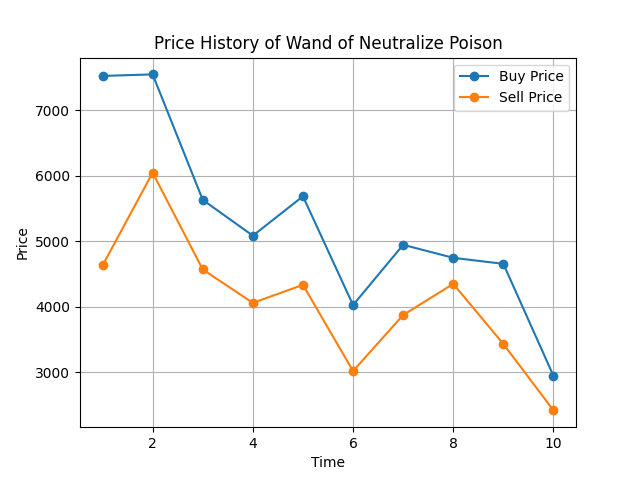 Price History of Wand of Neutralize Poison
Buy Price
Sell Price
7000
6000
5000
4000
3000
Price
2
4
6
8
10
Time